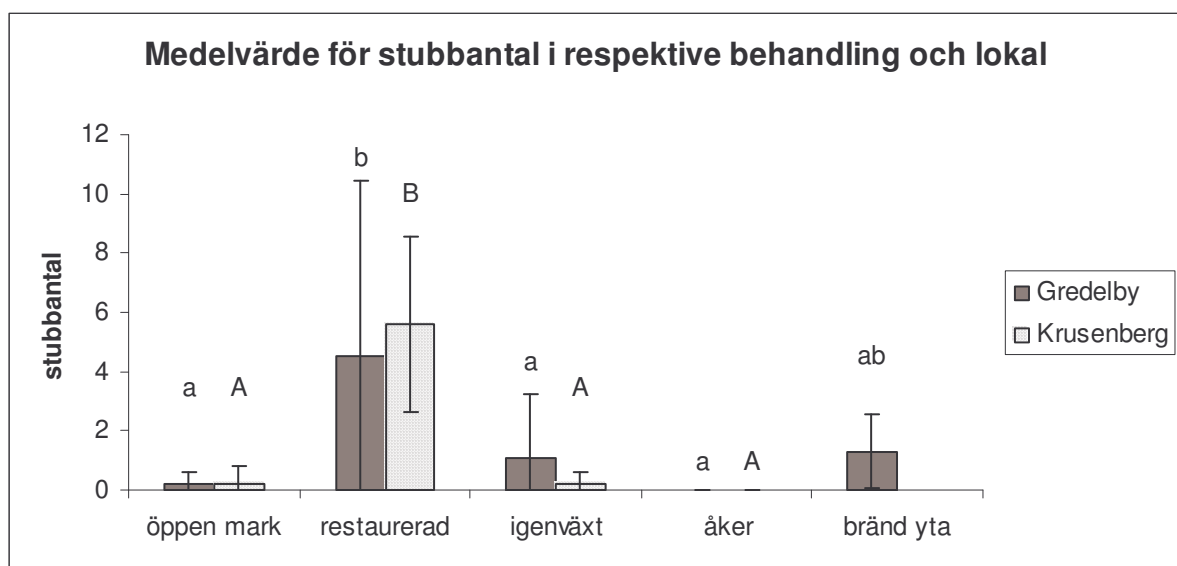 Medelvärde för stubbantal i respektive behandling och lokal
stubbantal
12
10
8
6
4
2
0
a
A
b
B
a
A
a
A
ab
öppen mark
restaurerad
igenväxt
åker
bränd yta
Gredelby
Krusenberg